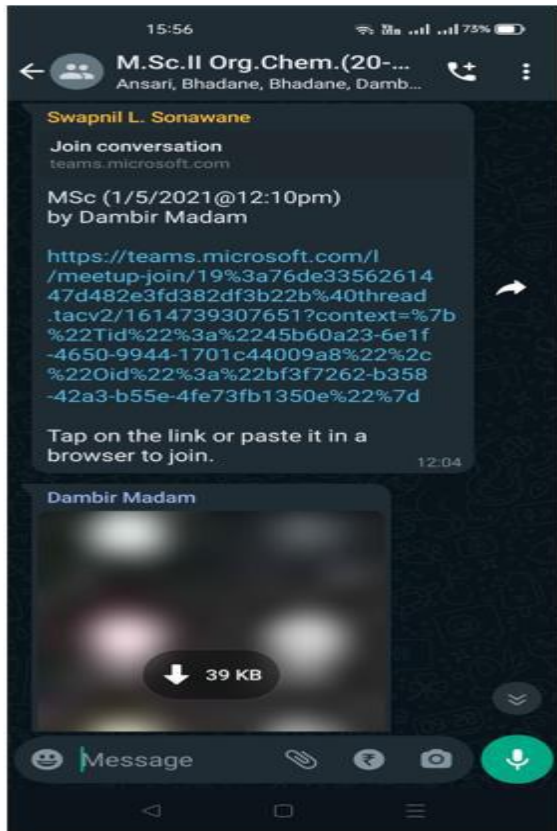 15:56
73%
M.Sc.II Org.Chem.(20-...
Ansari, Bhadane, Bhadane, Damb...
Swapnil L. Sonawane
Join conversation
teams.microsoft.com
MSc (1/5/2021@12:10pm)
by Dambir Madam
https://teams.microsoft.com/l
/meetup-join/19%3a76de33562614
47d482e3fd382df3b22b%40thread
.tacv2/1614739307651?context=%7b
%22Tid%22%3a%2245b60a23-6e1f
-4650-9944-1701c44009a8%22%2c
%22Oid%22%3a%22bf3f7262-b358
-42a3-b55e-4fe73fb1350e%22%7d
Tap on the link or paste it in a
browser to join.
12:04
Dambir Madam
39 KB
Message